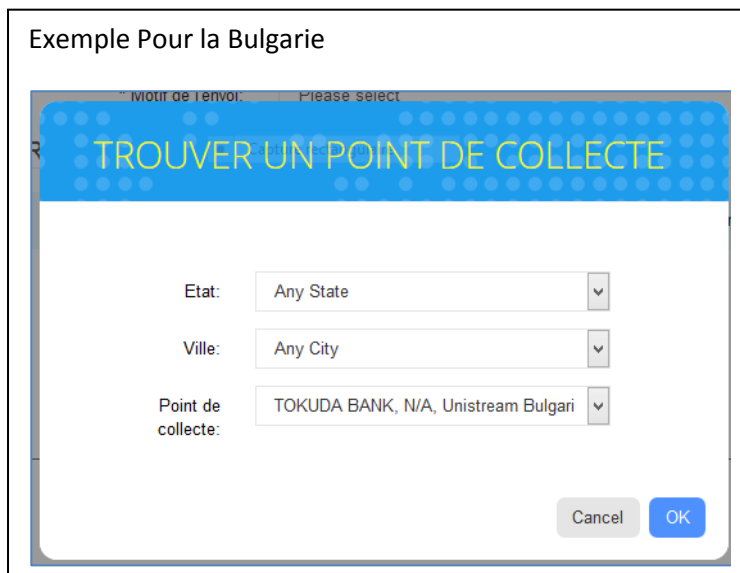 Exemple Pour la Bulgarie
* Motif de l'envoi: Please select
TROUVER UN POINT DE COLLECTE
Etat: Any State
Ville: Any City
Point de collecte: TOKUDA BANK, N/A, Unistream Bulgari
Cancel OK